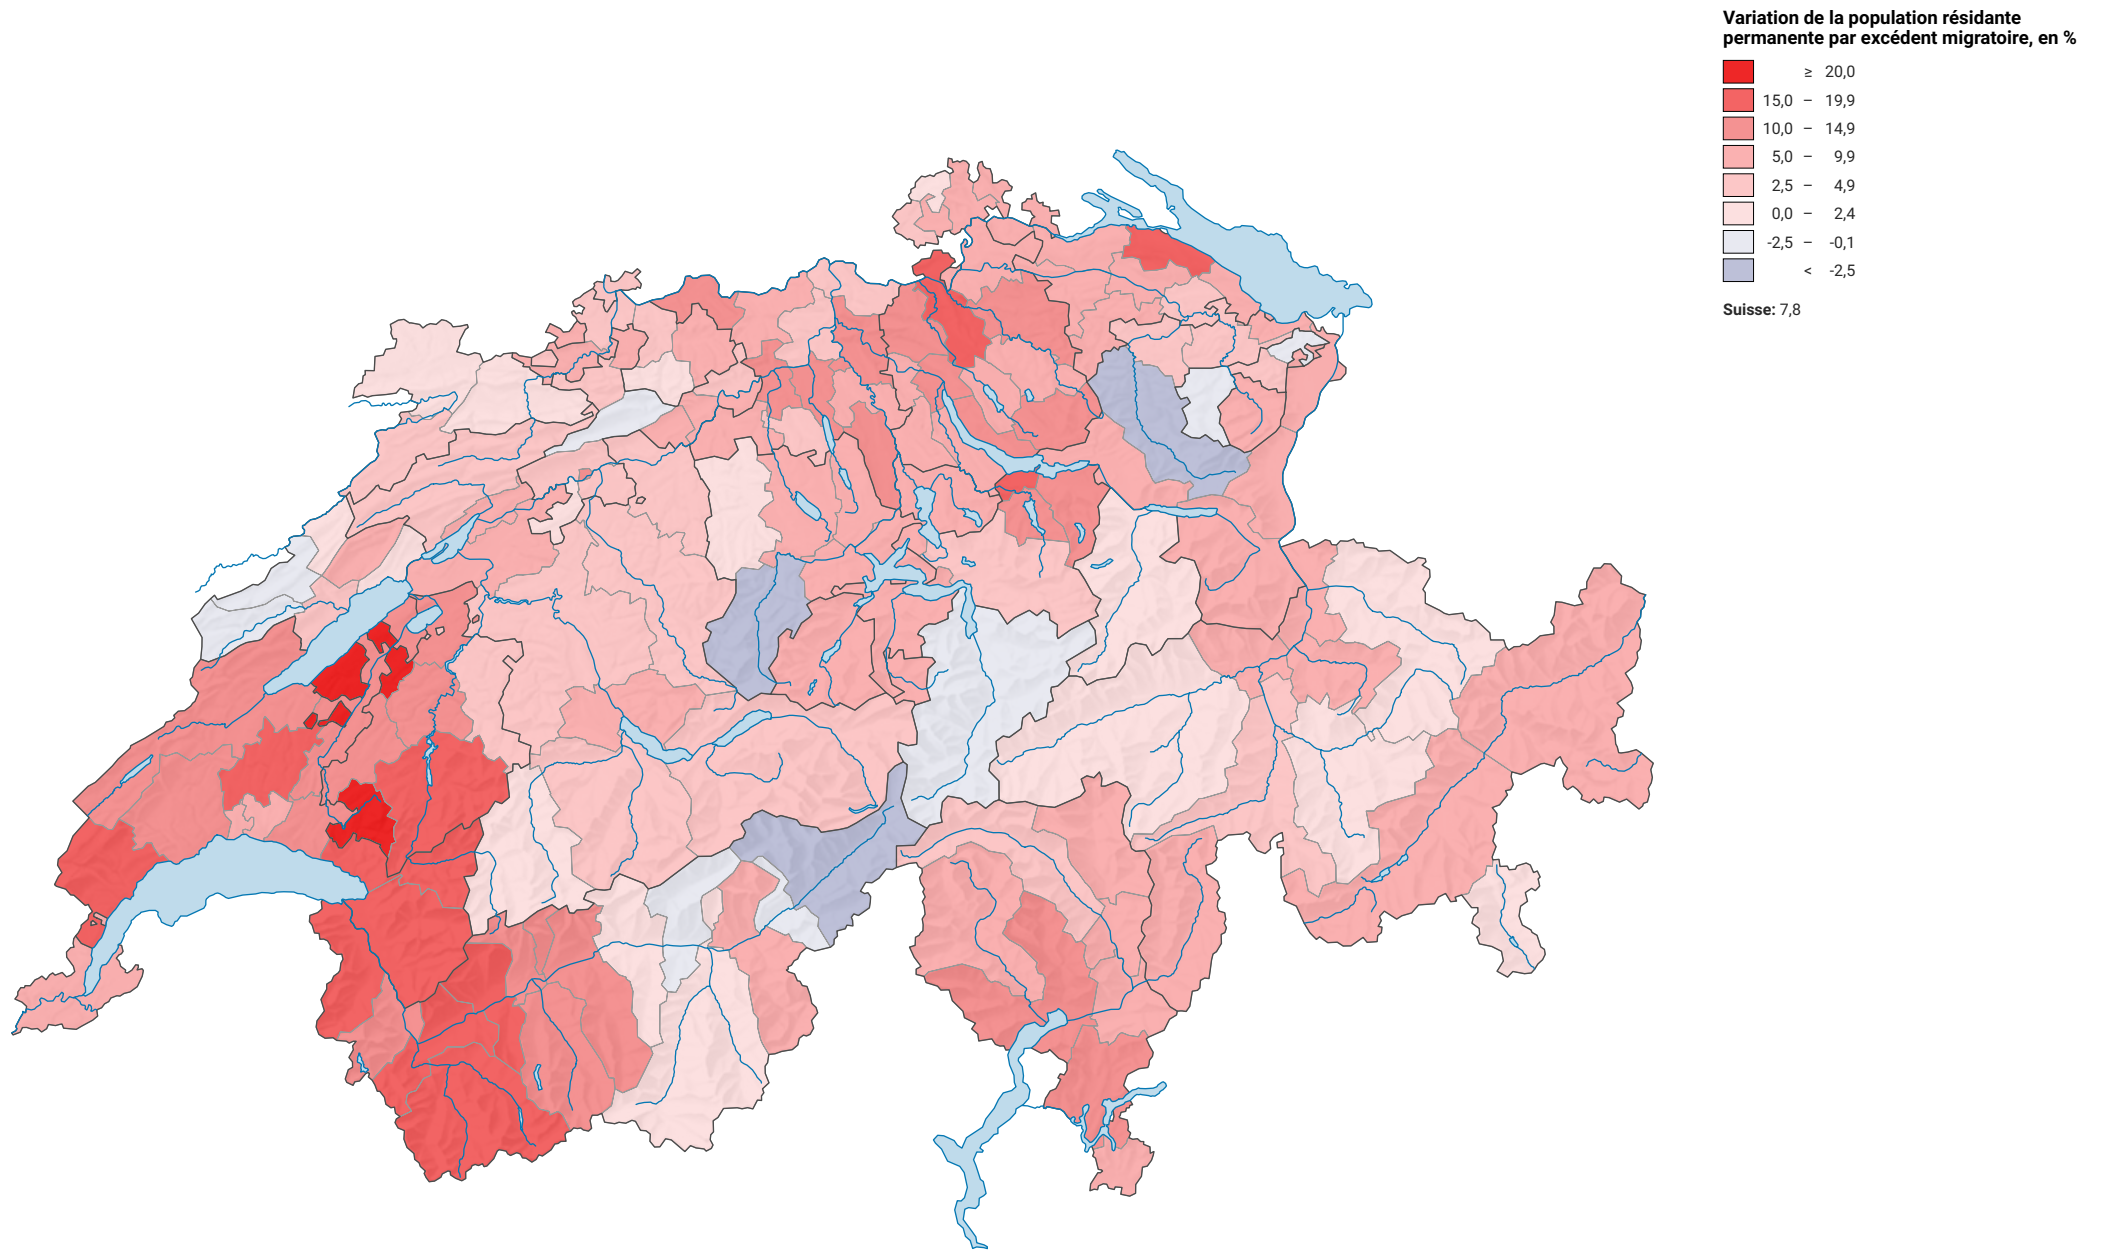 Variation de la population résidante
permanente par excédent migratoire, en %
≥ 20,0
15,0 – 19,9
10,0 – 14,9
5,0 – 9,9
2,5 – 4,9
0,0 – 2,4
-2,5 – -0,1
< -2,5
Suisse: 7,8